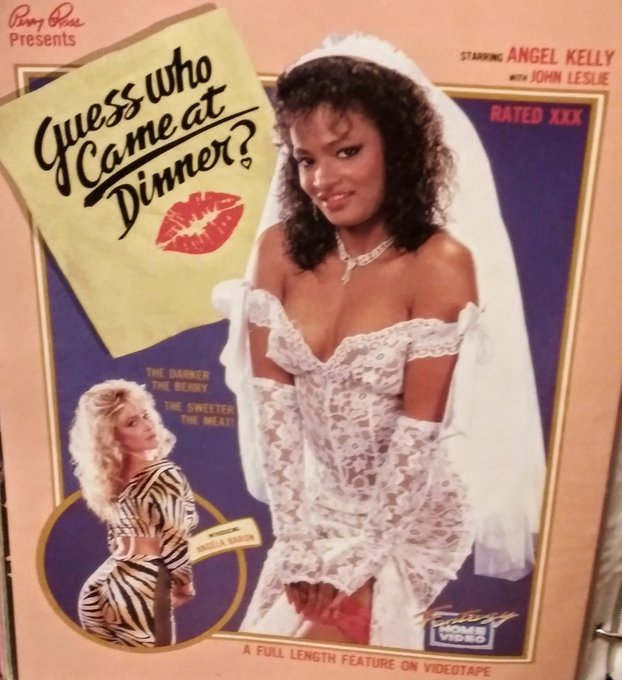 Perry Ross
Presents
STARRING ANGEL KELLY
WITH JOHN LESLIE
RATED XXX
Guess Who
Came at
Dinner?
THE DARKER
THE BERRY
THE SWEETER
THE MEAT!
INTRODUCING
ANGELA BARON
Fantasy
HOME
VIDEO
A FULL LENGTH FEATURE ON VIDEOTAPE